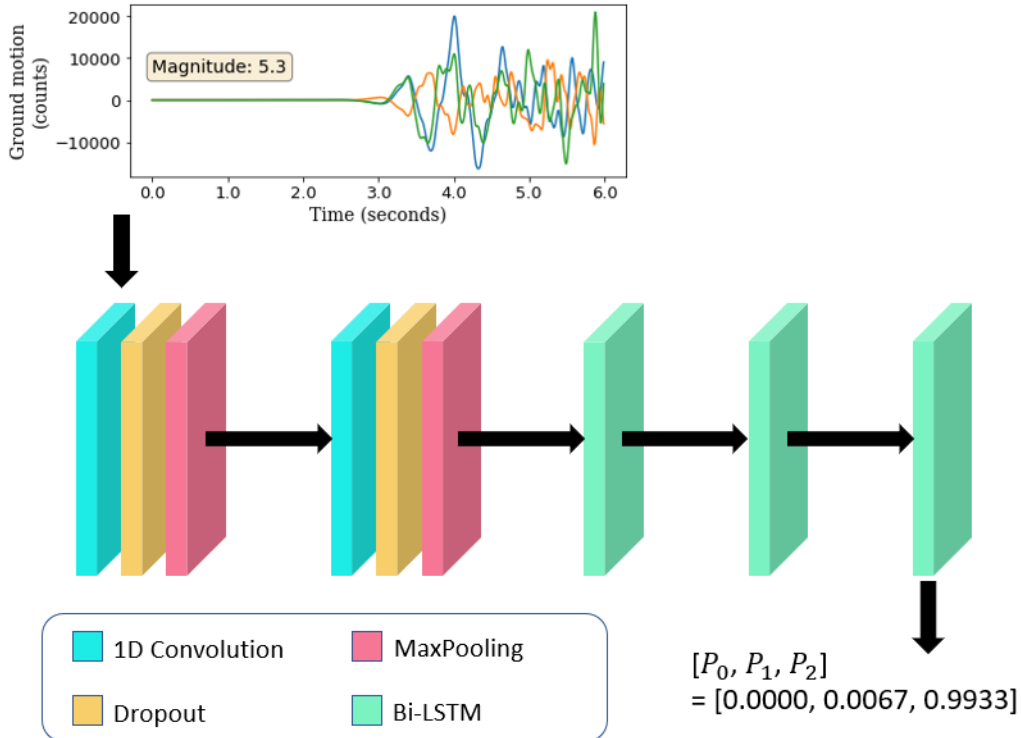 Ground motion
(counts)
20000
10000
0
−10000
Magnitude: 5.3
0.0 1.0 2.0 3.0 4.0 5.0 6.0
Time (seconds)
1D Convolution
MaxPooling
Dropout
Bi-LSTM
[P₀, P₁, P₂]
= [0.0000, 0.0067, 0.9933]